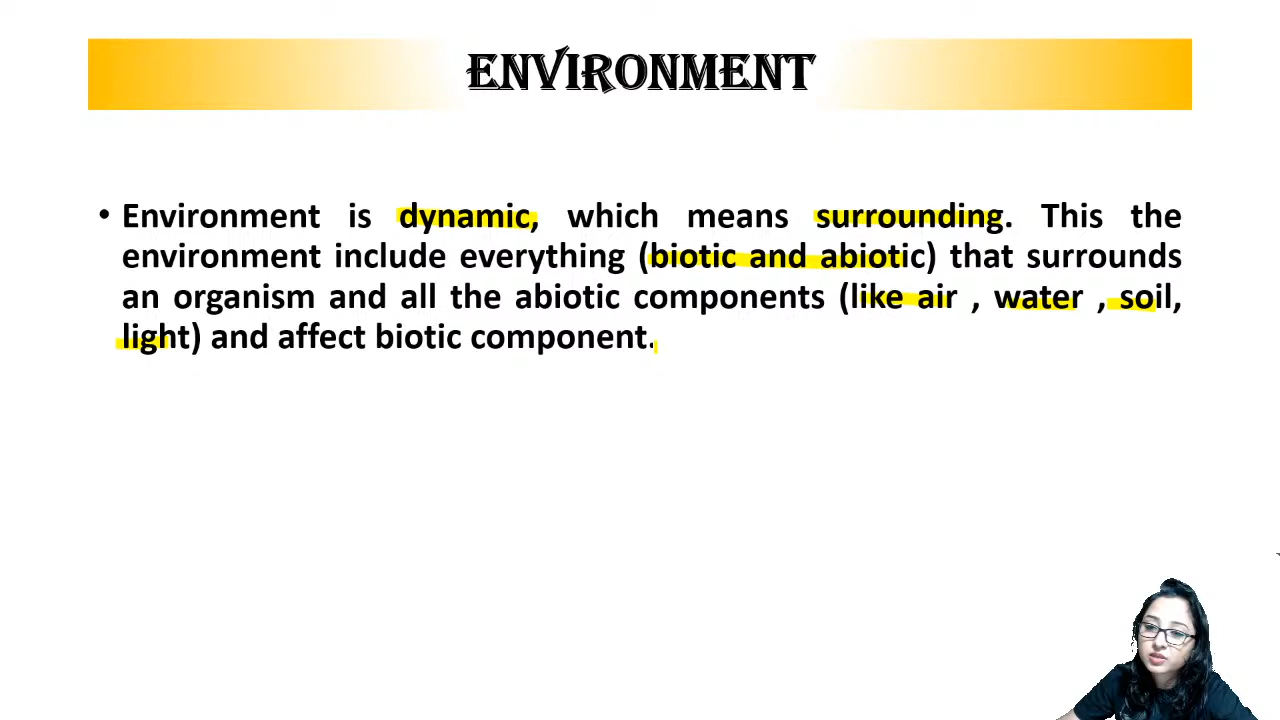 ENVIRONMENT
• Environment is dynamic, which means surrounding. This the
environment include everything (biotic and abiotic) that surrounds
an organism and all the abiotic components (like air , water , soil,
light) and affect biotic component.